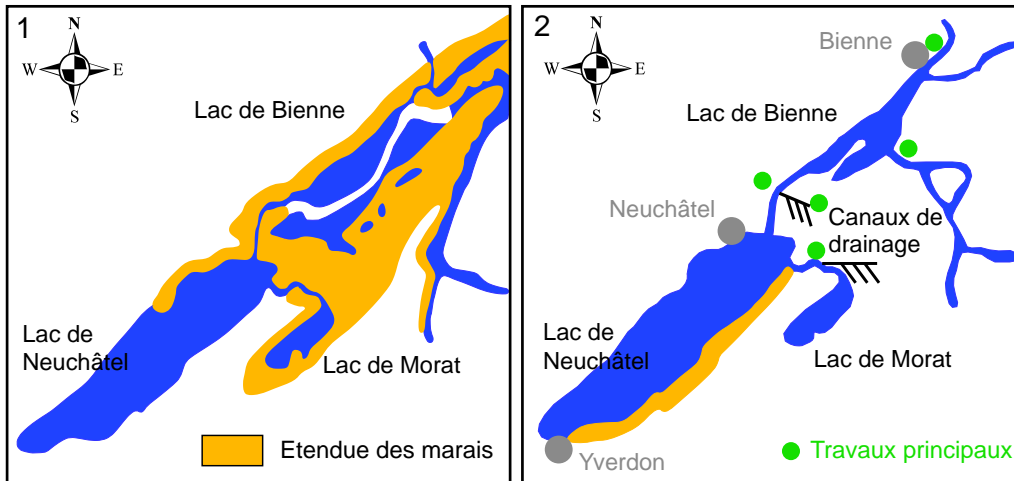 1
N
W E
S
Lac de Bienne
Lac de
Neuchâtel
Lac de Morat
Etendue des marais
2
N
W E
S
Bienne
Lac de Bienne
Neuchâtel
Canaux de
drainage
Lac de
Neuchâtel
Lac de Morat
Yverdon
Travaux principaux